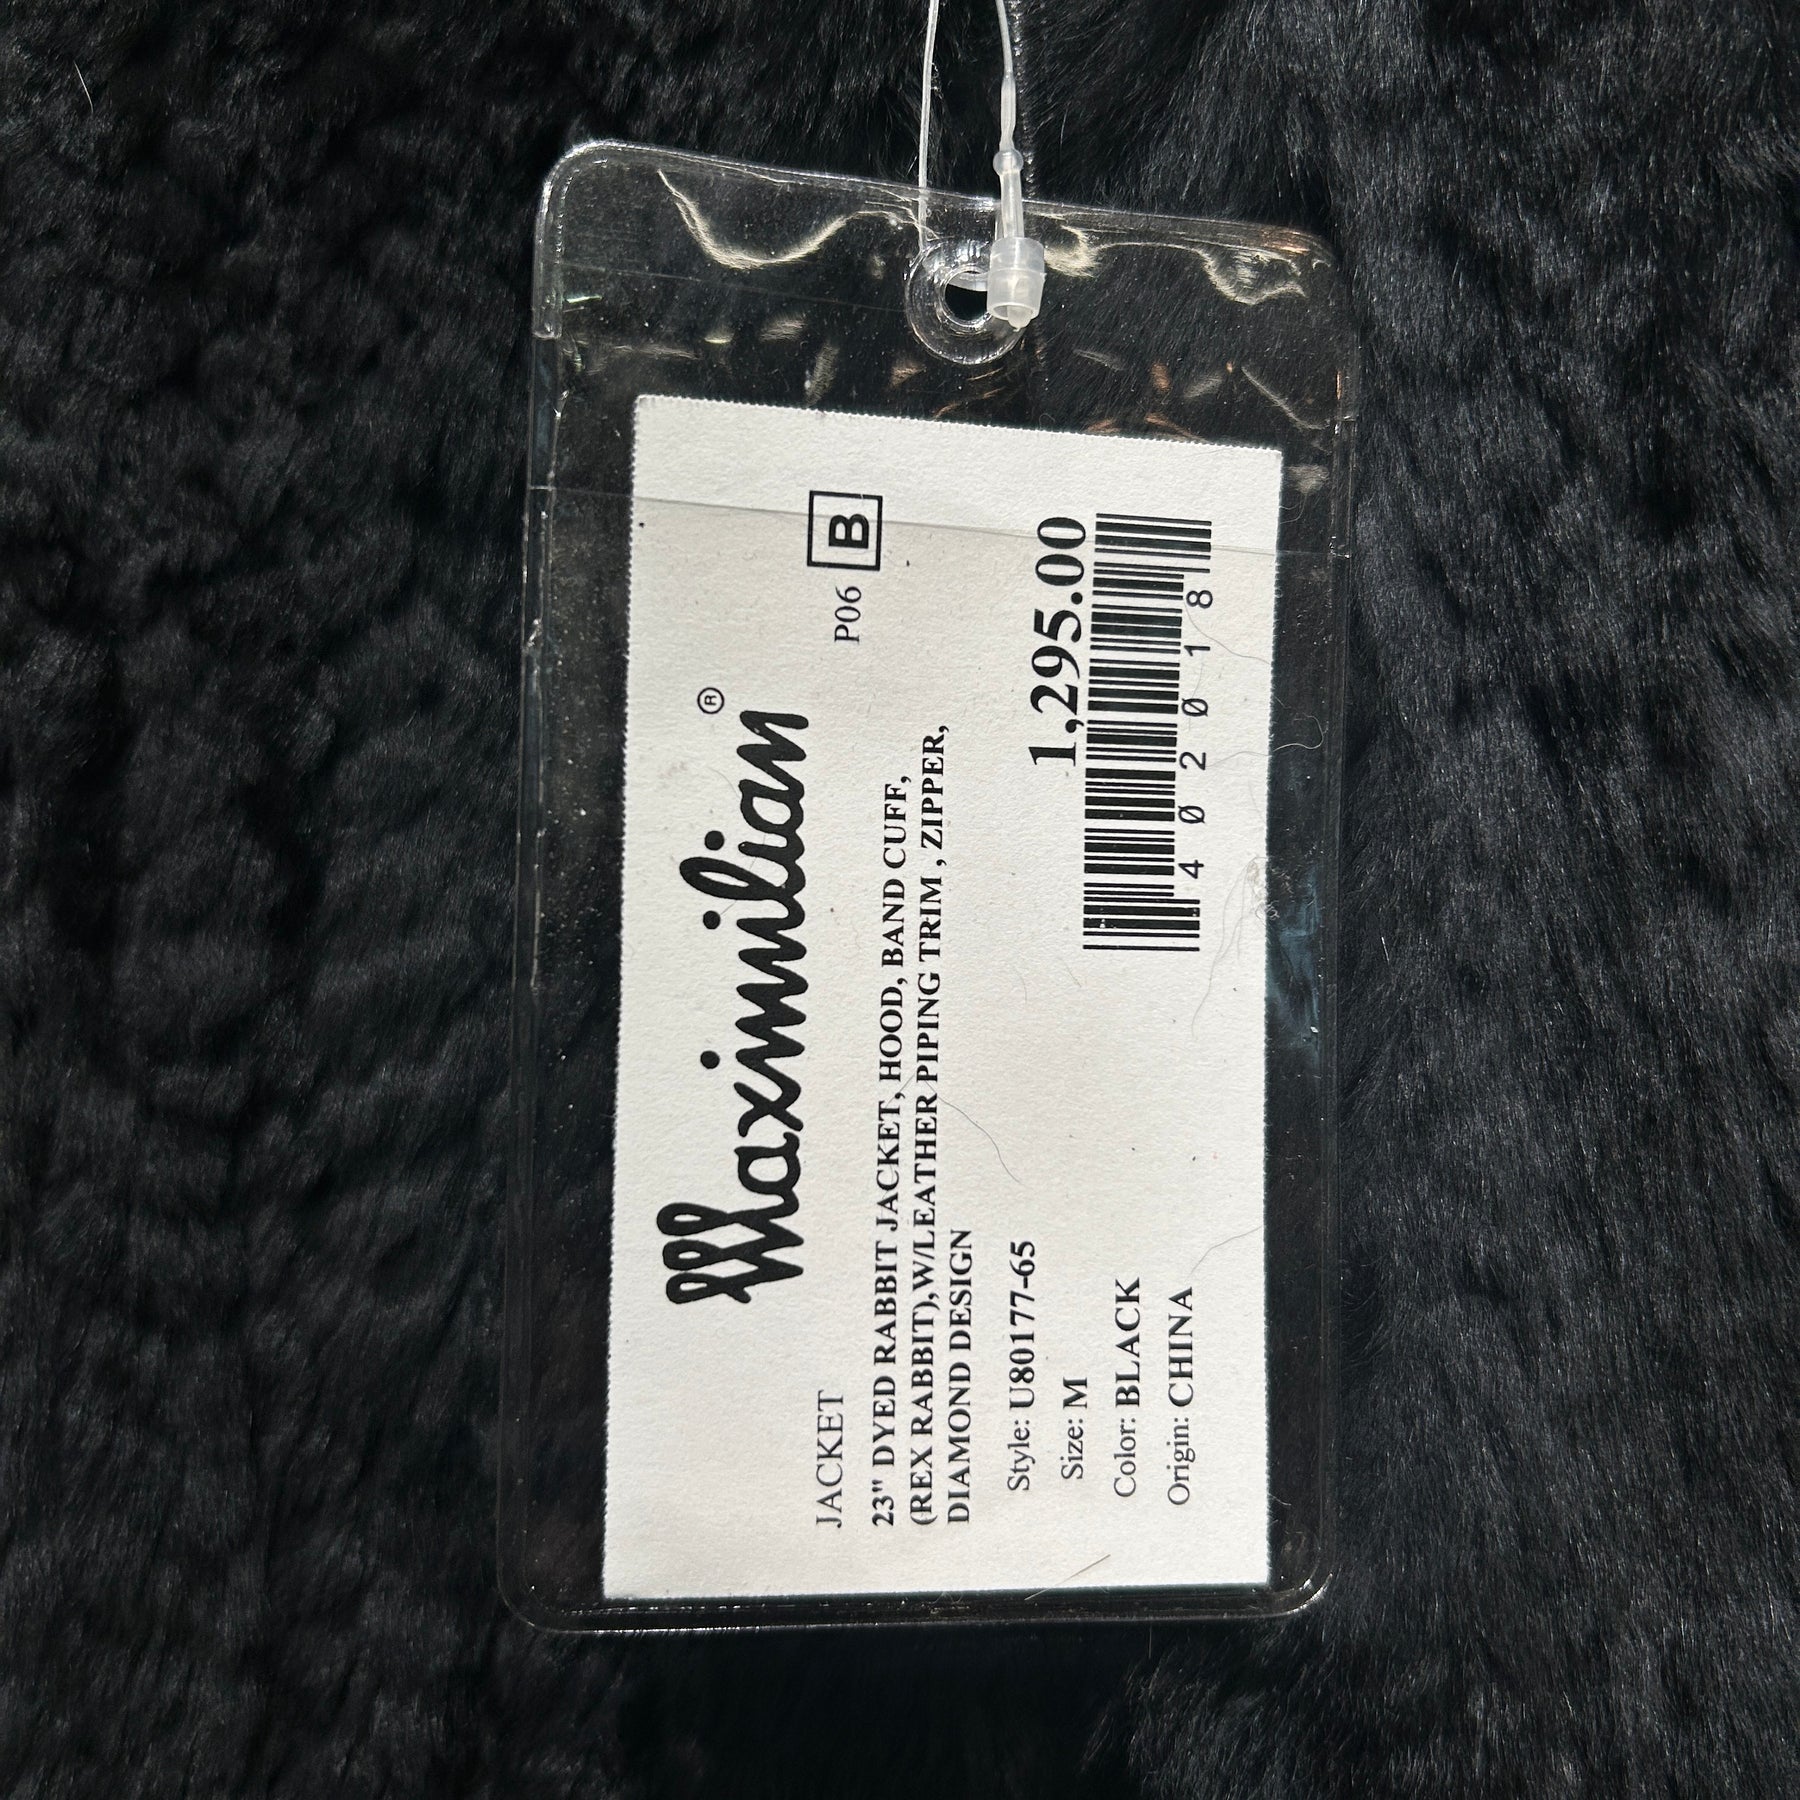 Maximilian ®
JACKET P06 B
23" DYED RABBIT JACKET, HOOD, BAND CUFF,
(REX RABBIT),W/LEATHER PIPING TRIM , ZIPPER,
DIAMOND DESIGN
Style: U80177-65 1,295.00
Size: M
Color: BLACK
Origin: CHINA 4 0 2 0 1 8